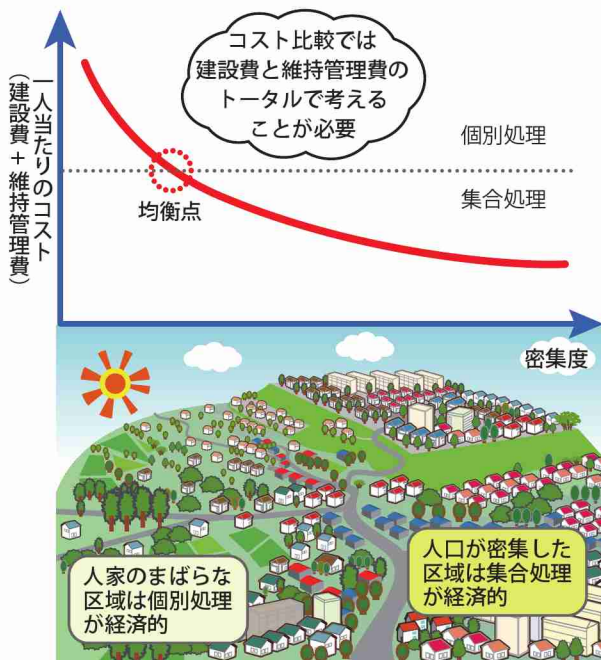 コスト比較では
建設費と維持管理費の
トータルで考える
ことが必要
一人当たりのコスト
（建設費＋維持管理費）
個別処理
集合処理
均衡点
密集度
人家のまばらな
区域は個別処理
が経済的
人口が密集した
区域は集合処理
が経済的